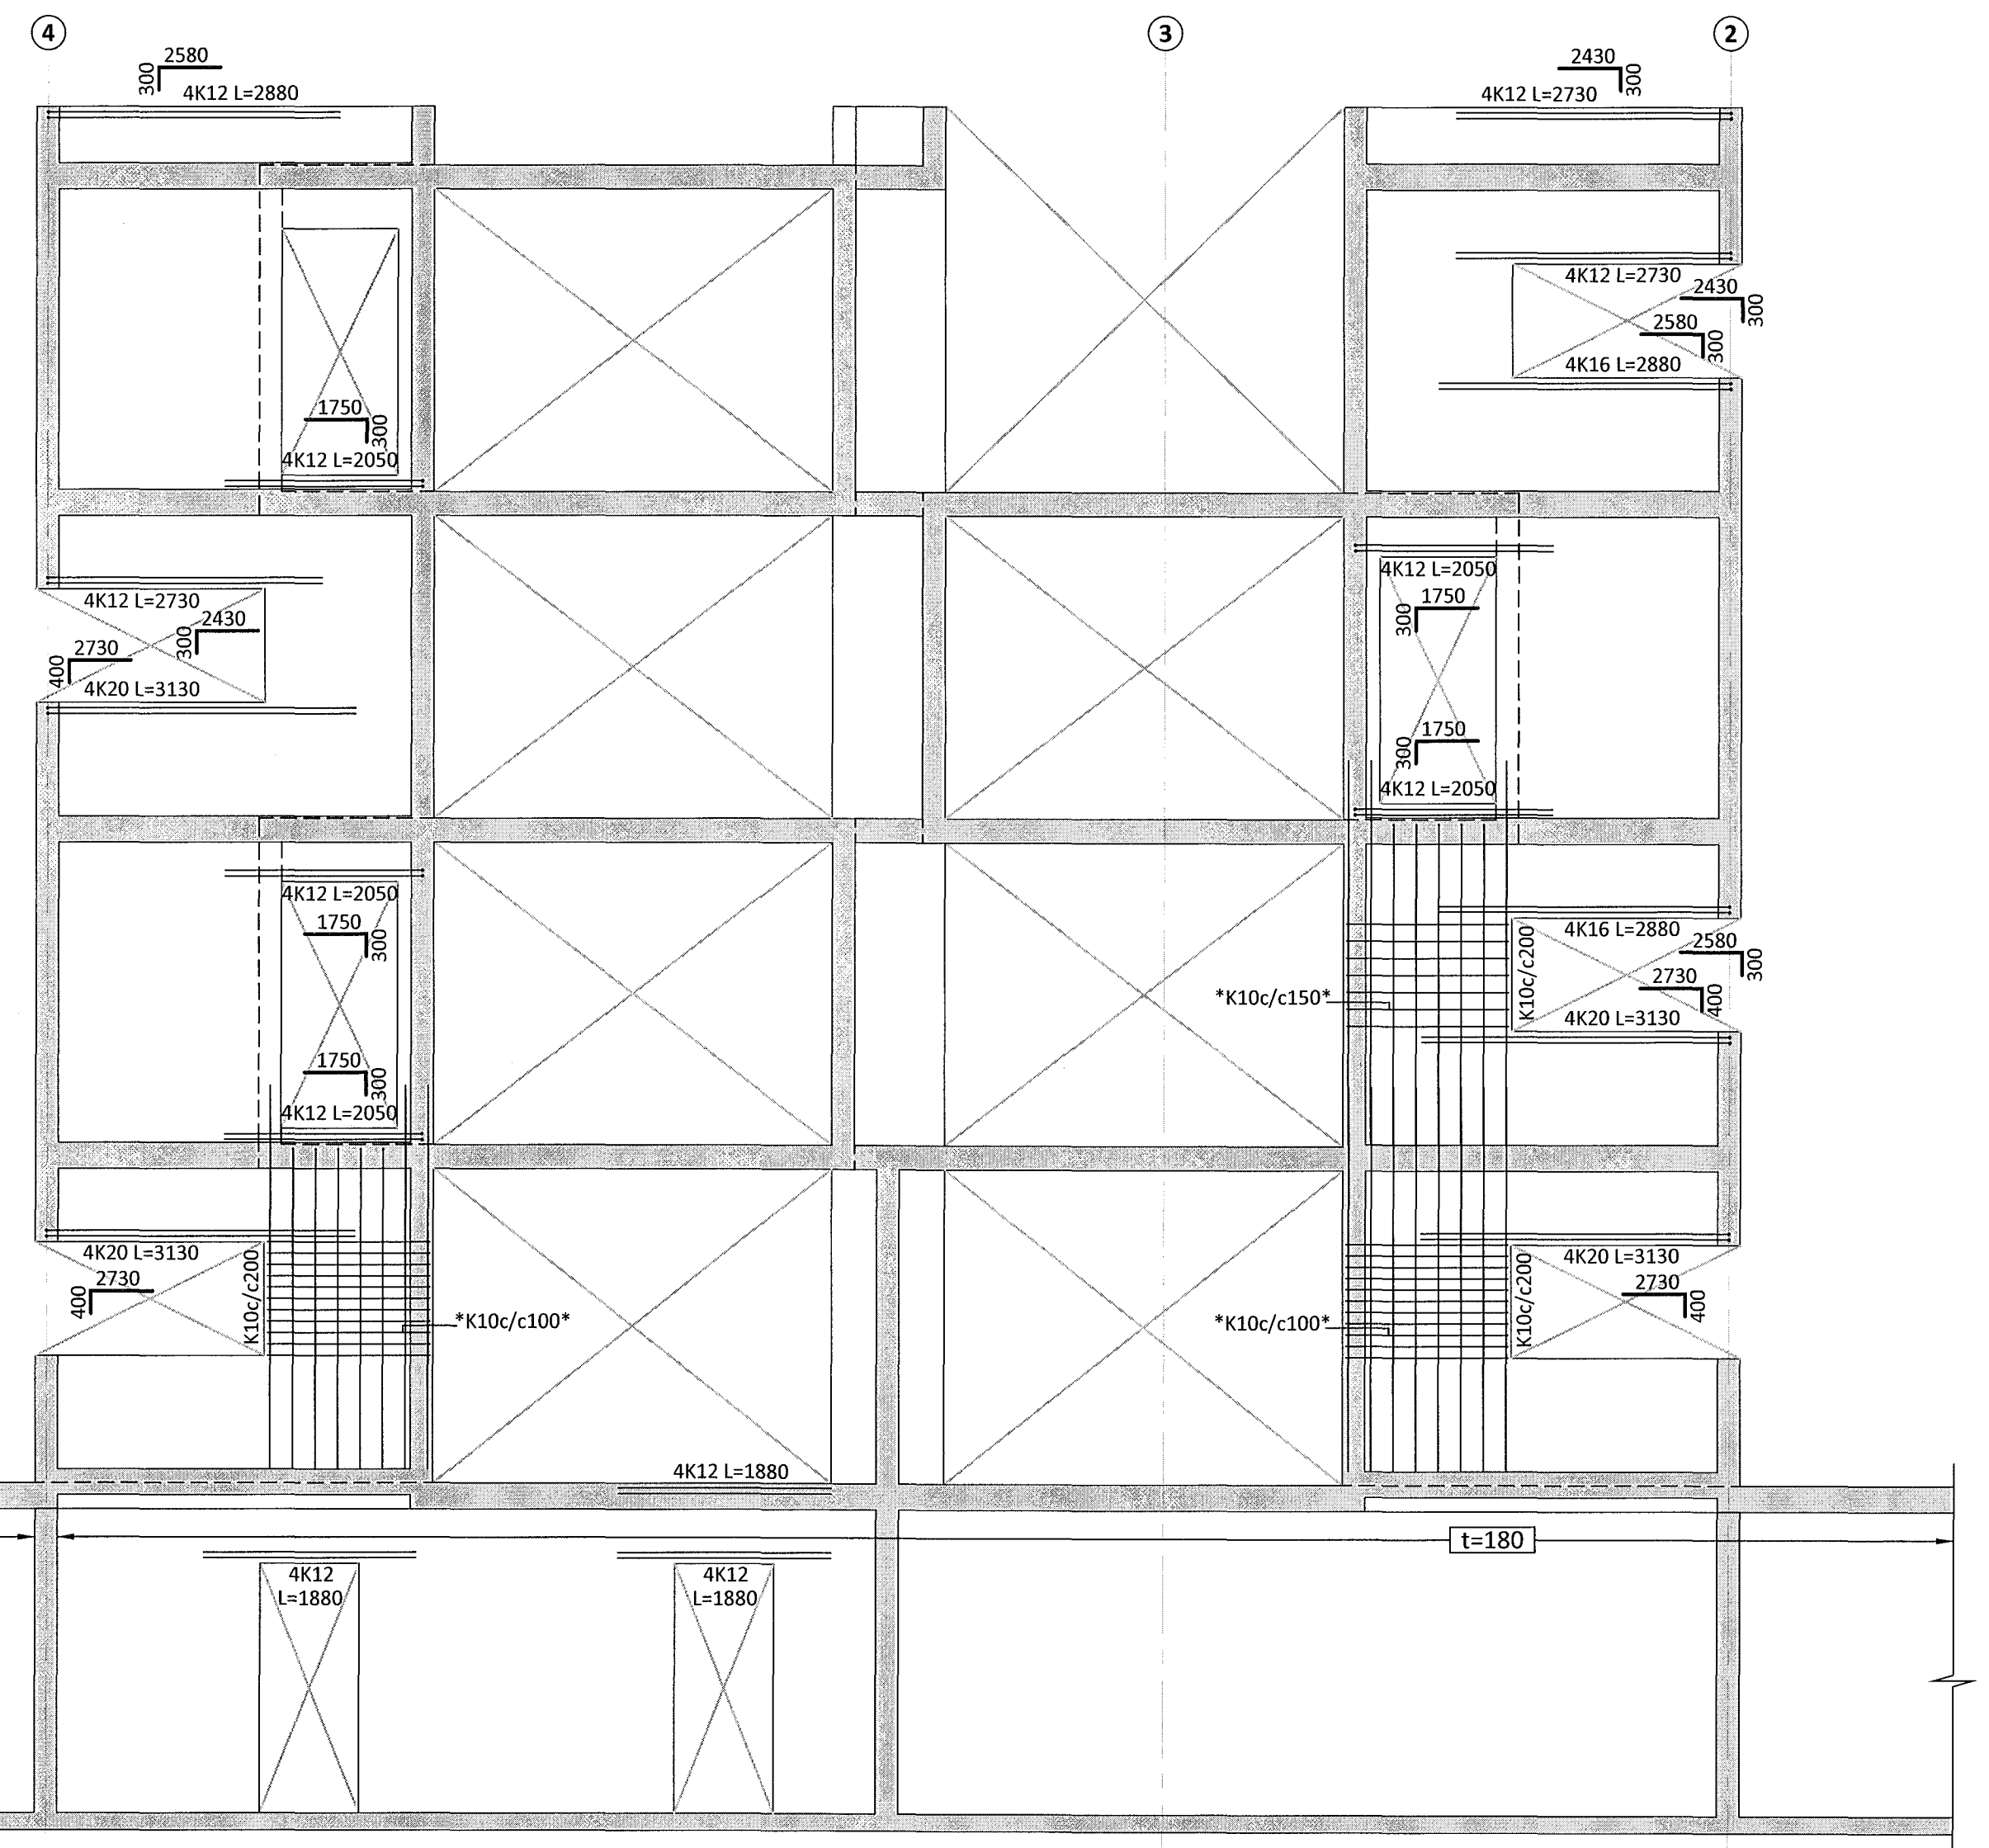 4
3
2
2580
300
4K12 L=2880
2430
300
4K12 L=2730
4K12 L=2730
2430
300
2580
300
4K16 L=2880
1750
300
4K12 L=2050
4K12 L=2730
2430
300
2730
400
4K20 L=3130
4K12 L=2050
1750
300
1750
300
4K12 L=2050
4K12 L=2050
1750
300
1750
300
4K12 L=2050
4K16 L=2880
2580
300
K10c/c200
2730
400
*K10c/c150*
4K20 L=3130
4K20 L=3130
2730
400
K10c/c200
*K10c/c100*
*K10c/c100*
4K20 L=3130
2730
400
K10c/c200
4K12 L=1880
t=180
4K12
L=1880
4K12
L=1880